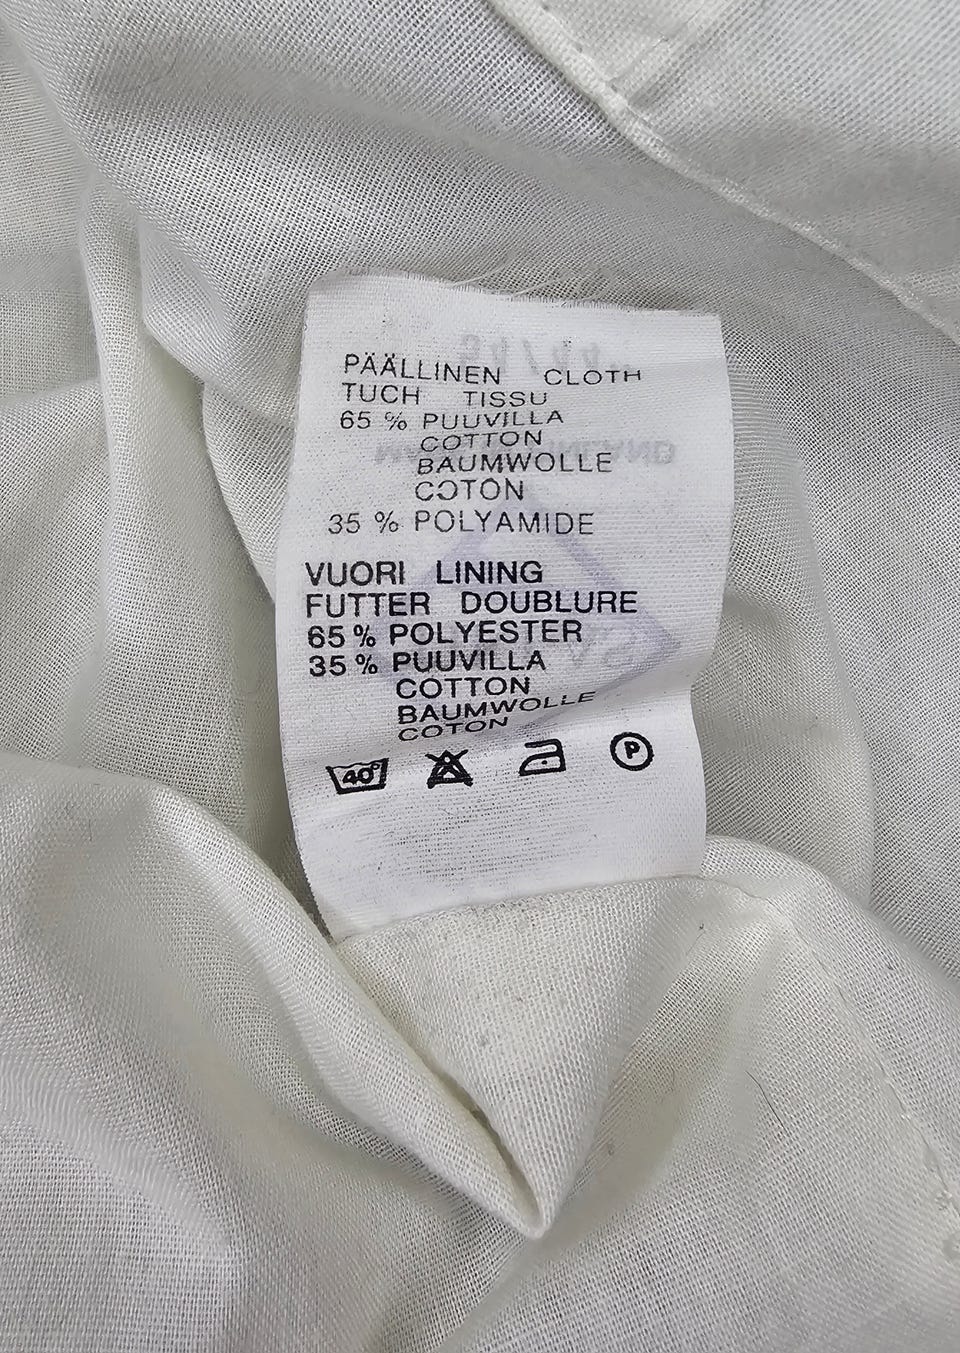 PÄÄLLINEN CLOTH
TUCH TISSU
65 % PUUVILLA
COTTON
BAUMWOLLE
COTON
35 % POLYAMIDE
VUORI LINING
FUTTER DOUBLURE
65 % POLYESTER
35 % PUUVILLA
COTTON
BAUMWOLLE
COTON
40° P